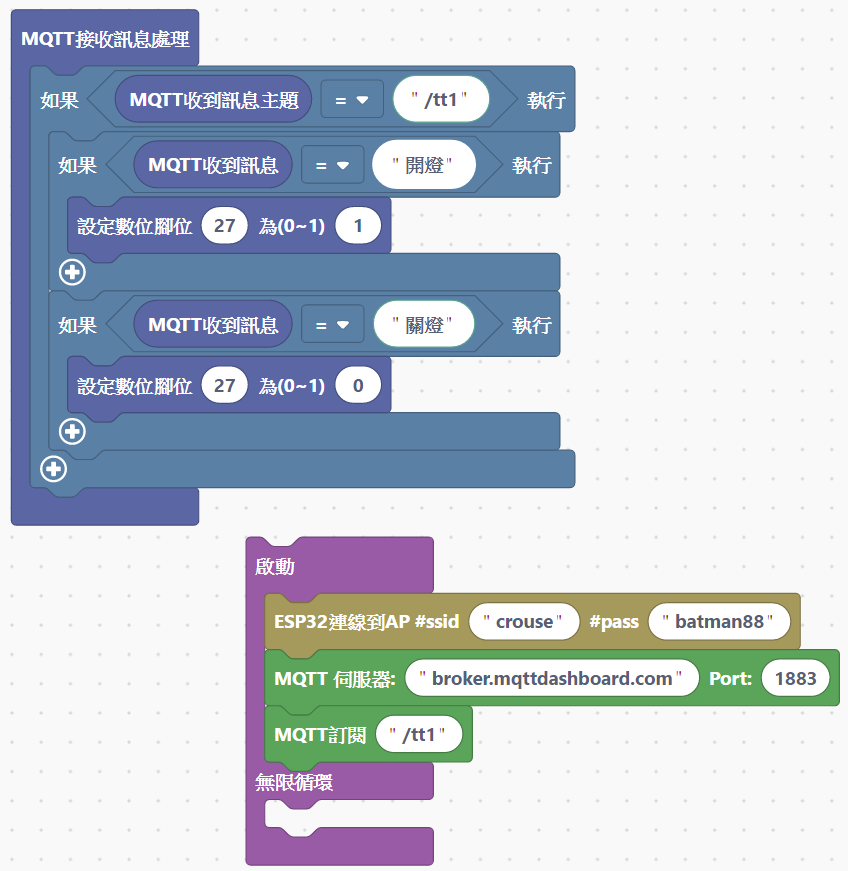 MQTT接收訊息處理
如果 MQTT收到訊息主題 = "/tt1" 執行
如果 MQTT收到訊息 = "開燈" 執行
設定數位腳位 27 為(0~1) 1
如果 MQTT收到訊息 = "關燈" 執行
設定數位腳位 27 為(0~1) 0
啟動
ESP32連線到AP #ssid "crouse" #pass "batman88"
MQTT 伺服器: "broker.mqttdashboard.com" Port: 1883
MQTT訂閱 "/tt1"
無限循環